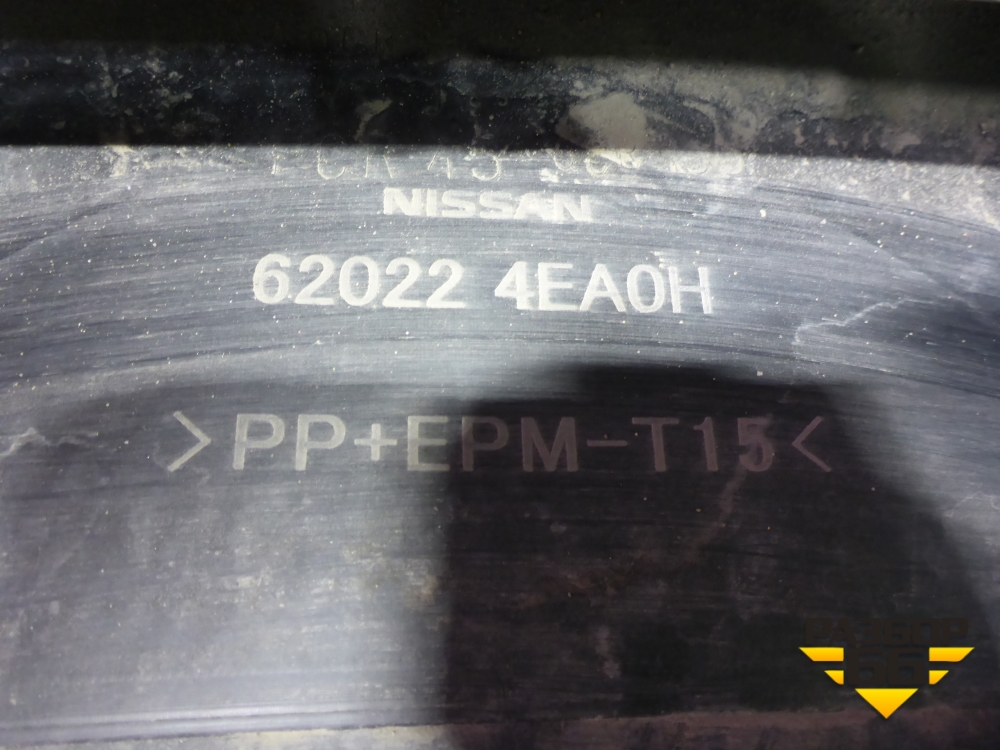 NISSAN
62022 4EA0H
>PP+EPM-T15<